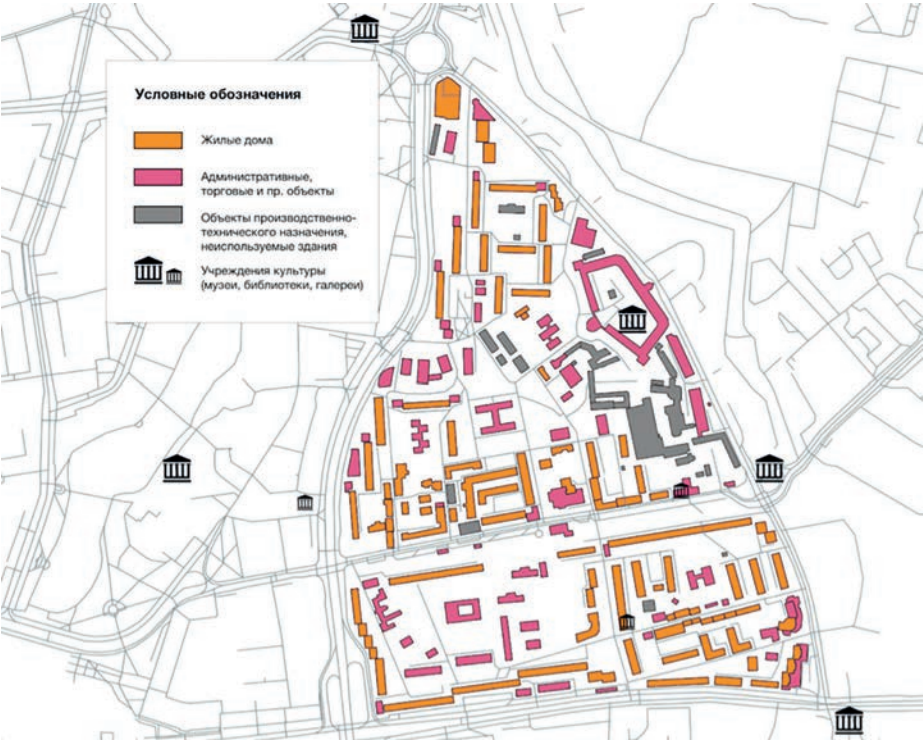 Условные обозначения
Жилые дома
Административные,
торговые и пр. объекты
Объекты производственно-
технического назначения,
неиспользуемые здания
Учреждения культуры
(музеи, библиотеки, галереи)